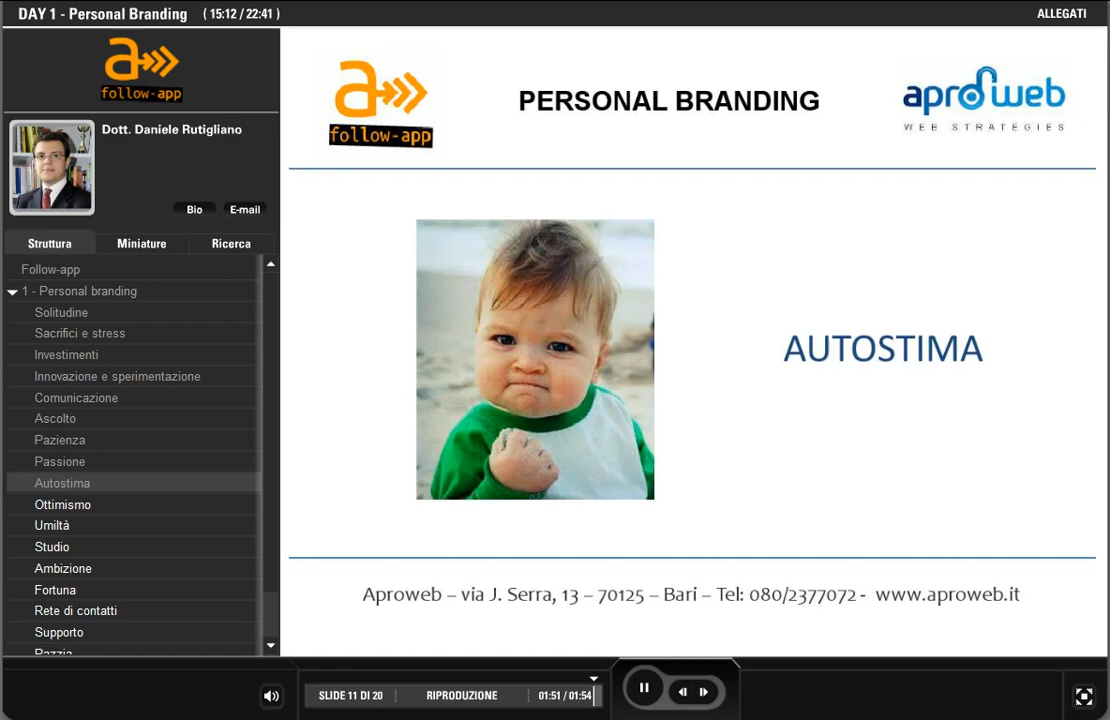 DAY 1 - Personal Branding ( 15:12 / 22:41 )
ALLEGATI
a
follow-app
Dott. Daniele Rutigliano
Bio
E-mail
Struttura
Miniature
Ricerca
Follow-app
1 - Personal branding
Solitudine
Sacrifici e stress
Investimenti
Innovazione e sperimentazione
Comunicazione
Ascolto
Pazienza
Passione
Autostima
Ottimismo
Umiltà
Studio
Ambizione
Fortuna
Rete di contatti
Supporto
Pazzia
a
follow-app
PERSONAL BRANDING
aproweb
WEB STRATEGIES
AUTOSTIMA
Aproweb – via J. Serra, 13 – 70125 – Bari – Tel: 080/2377072 - www.aproweb.it
SLIDE 11 DI 20
RIPRODUZIONE
01:51 / 01:54